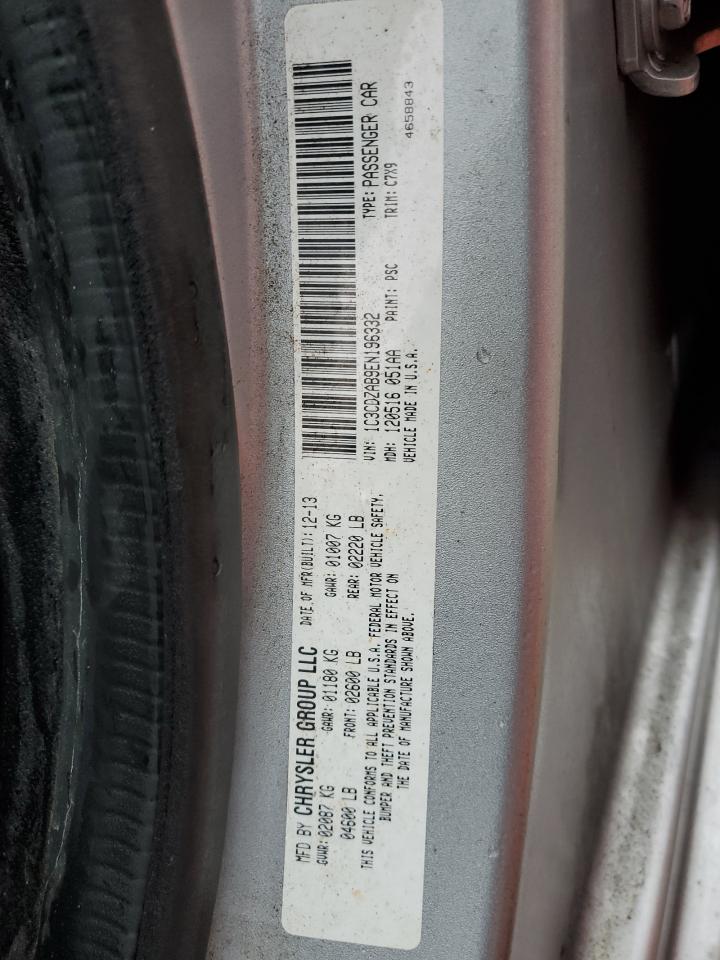 MFD BY CHRYSLER GROUP LLC DATE OF MFR(BUILT): 12-13
GVWR: 02087 KG GAWR: 01180 KG GAWR: 01007 KG
04600 LB FRONT: 02600 LB REAR: 02220 LB
THIS VEHICLE CONFORMS TO ALL APPLICABLE U.S.A. FEDERAL MOTOR VEHICLE SAFETY,
BUMPER AND THEFT PREVENTION STANDARDS IN EFFECT ON
THE DATE OF MANUFACTURE SHOWN ABOVE.
VIN: 1C3CDZAB9EN196332 TYPE: PASSENGER CAR
MDH: 120516 051AA PAINT: PSC TRIM: C7X9
VEHICLE MADE IN U.S.A. 4658843